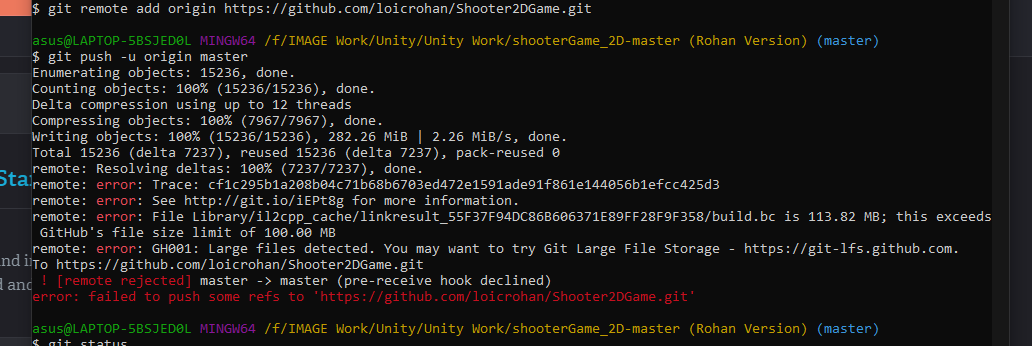 $ git remote add origin https://github.com/loicrohan/Shooter2DGame.git
asus@LAPTOP-5BSJED0L MINGW64 /f/IMAGE Work/Unity/Unity Work/shooterGame_2D-master (Rohan Version) (master)
$ git push -u origin master
Enumerating objects: 15236, done.
Counting objects: 100% (15236/15236), done.
Delta compression using up to 12 threads
Compressing objects: 100% (7967/7967), done.
Writing objects: 100% (15236/15236), 282.26 MiB | 2.26 MiB/s, done.
Total 15236 (delta 7237), reused 15236 (delta 7237), pack-reused 0
remote: Resolving deltas: 100% (7237/7237), done.
remote: error: Trace: cf1c295b1a208b04c71b68b6703ed472e1591ade91f861e144056b1efcc425d3
remote: error: See http://git.io/iEPt8g for more information.
remote: error: File Library/il2cpp_cache/linkresult_55F37F94DC86B606371E89FF28F9F358/build.bc is 113.82 MB; this exceeds
GitHub's file size limit of 100.00 MB
remote: error: GH001: Large files detected. You may want to try Git Large File Storage - https://git-lfs.github.com.
To https://github.com/loicrohan/Shooter2DGame.git
! [remote rejected] master -> master (pre-receive hook declined)
error: failed to push some refs to 'https://github.com/loicrohan/Shooter2DGame.git'
asus@LAPTOP-5BSJED0L MINGW64 /f/IMAGE Work/Unity/Unity Work/shooterGame_2D-master (Rohan Version) (master)
$ git status